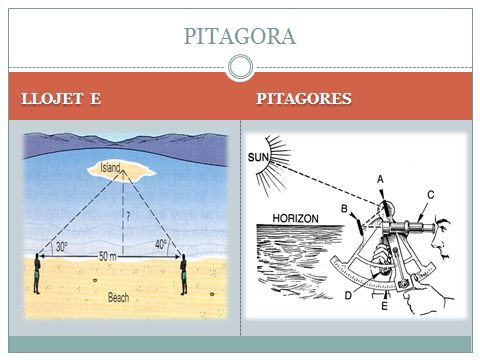 PITAGORA
LLOJET E
PITAGORES
Island
?
30°
50 m
40°
Beach
SUN
A
B
C
HORIZON
D
E